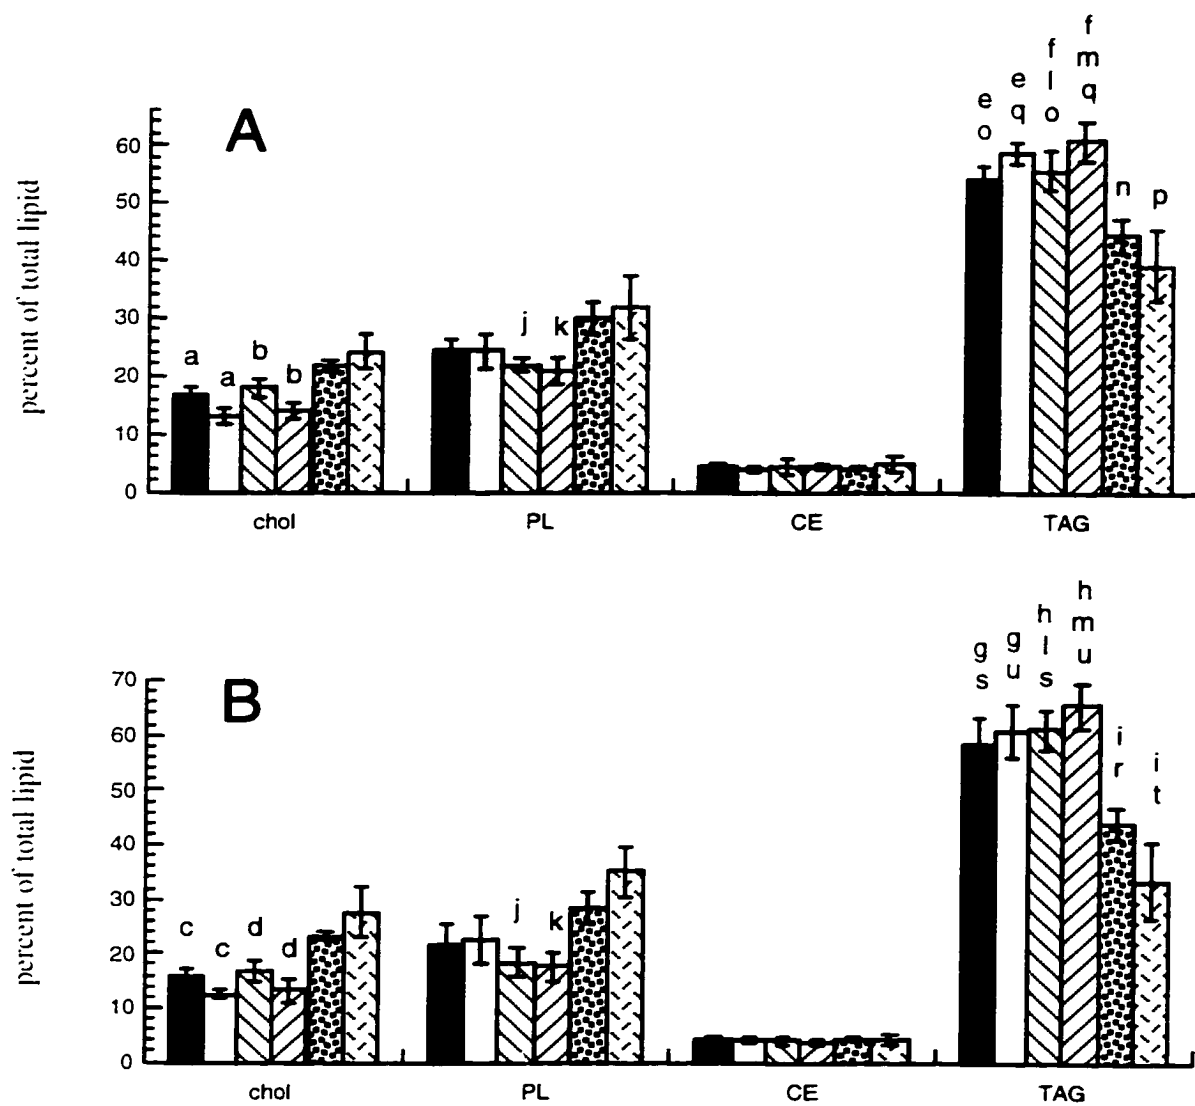 A
percent of total lipid
60
50
40
30
20
10
0
a
a
b
b
j
k
e
o
e
q
f
l
o
f
m
q
n
p
chol PL CE TAG
B
percent of total lipid
70
60
50
40
30
20
10
0
c
c
d
d
j
k
g
s
g
u
h
l
s
h
m
u
i
r
i
t
chol PL CE TAG